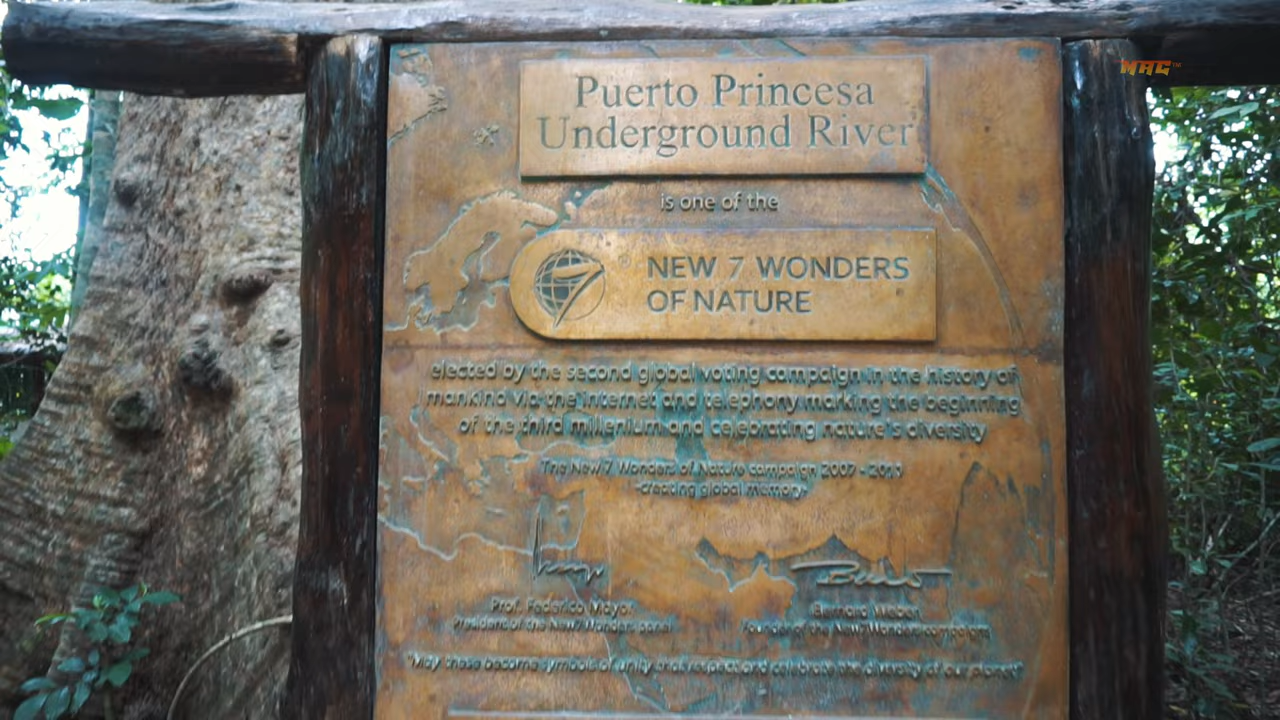 MAG™
Puerto Princesa
Underground River
is one of the
® NEW 7 WONDERS
OF NATURE
elected by the second global voting campaign in the history of
mankind via the internet and telephony, marking the beginning
of the third millenium and celebrating nature's diversity
The New 7 Wonders of Nature campaign 2007 - 2011
-creating global memory-
Prof. Federico Mayor
President of the New7Wonders panel
Bernard Weber
Founder of the New7Wonders campaigns
"May these become symbols of unity that respect and celebrate the diversity of our planet"